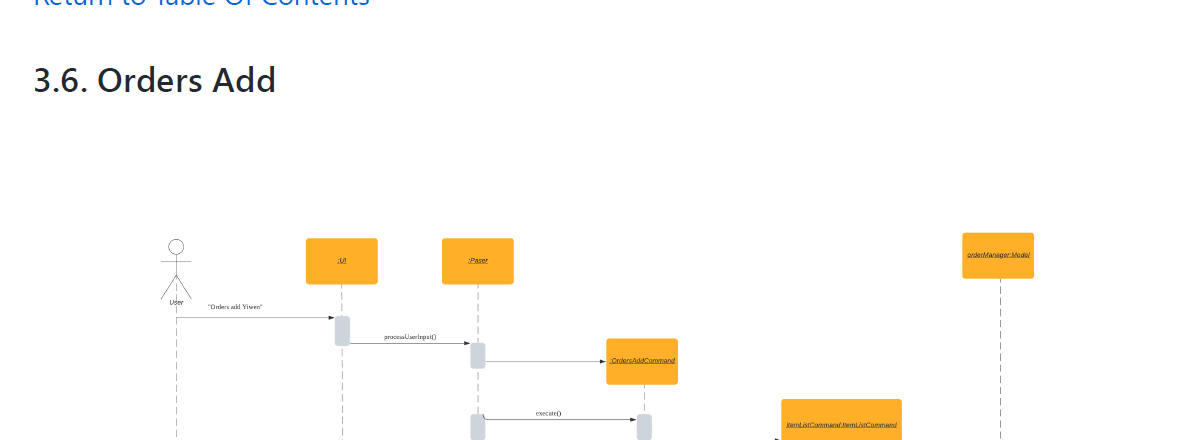 Return to Table Of Contents
3.6. Orders Add
:UI
:Paser
orderManager:Model
User
"Orders add Yiwen"
processUserInput()
:OrdersAddCommand
execute()
itemListCommand:ItemListCommand